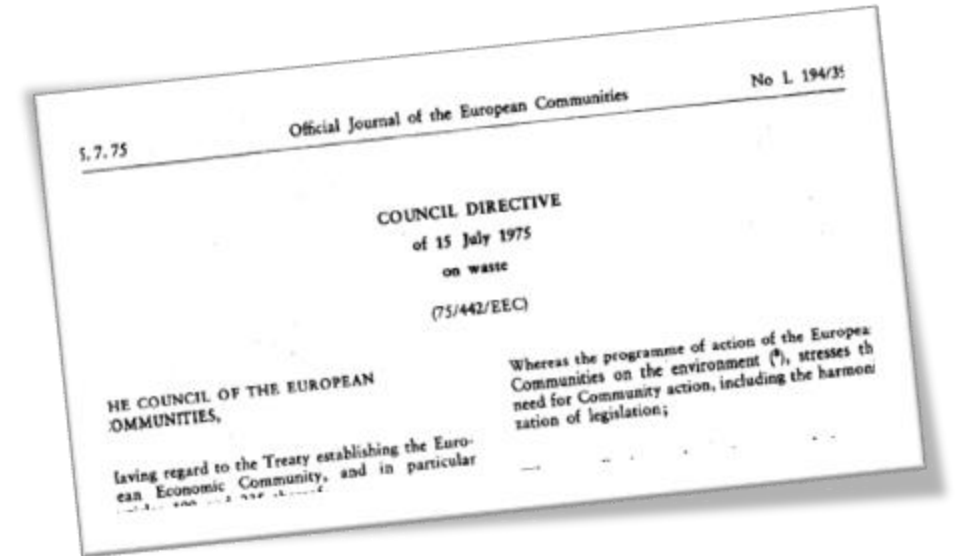 5.7.75
Official Journal of the European Communities
No L 194/39
COUNCIL DIRECTIVE
of 15 July 1975
on waste
(75/442/EEC)
HE COUNCIL OF THE EUROPEAN
OMMUNITIES,
aving regard to the Treaty establishing the Euro-
ean Economic Community, and in particular
Whereas the programme of action of the Europea
Communities on the environment (⁴), stresses th
need for Community action, including the harmoni
zation of legislation;